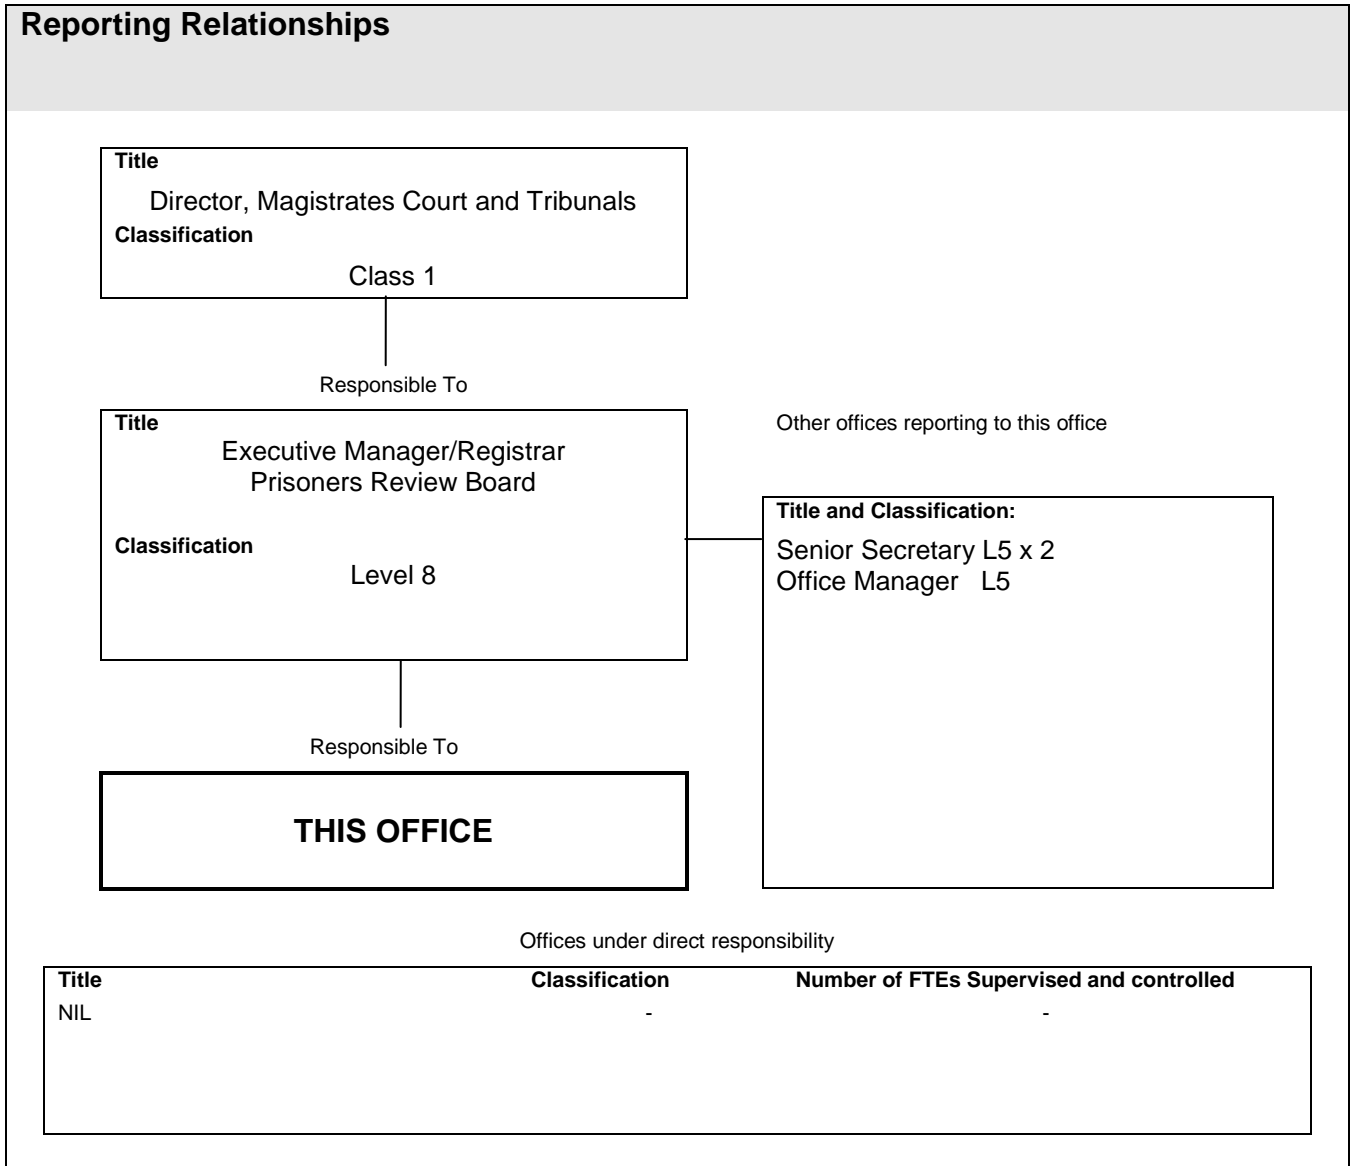 Reporting Relationships
Title
Director, Magistrates Court and Tribunals
Classification
Class 1
Responsible To
Title
Executive Manager/Registrar
Prisoners Review Board
Classification
Level 8
Other offices reporting to this office
Title and Classification:
Senior Secretary L5 x 2
Office Manager   L5
Responsible To
THIS OFFICE
Offices under direct responsibility
Title Classification Number of FTEs Supervised and controlled
NIL - -